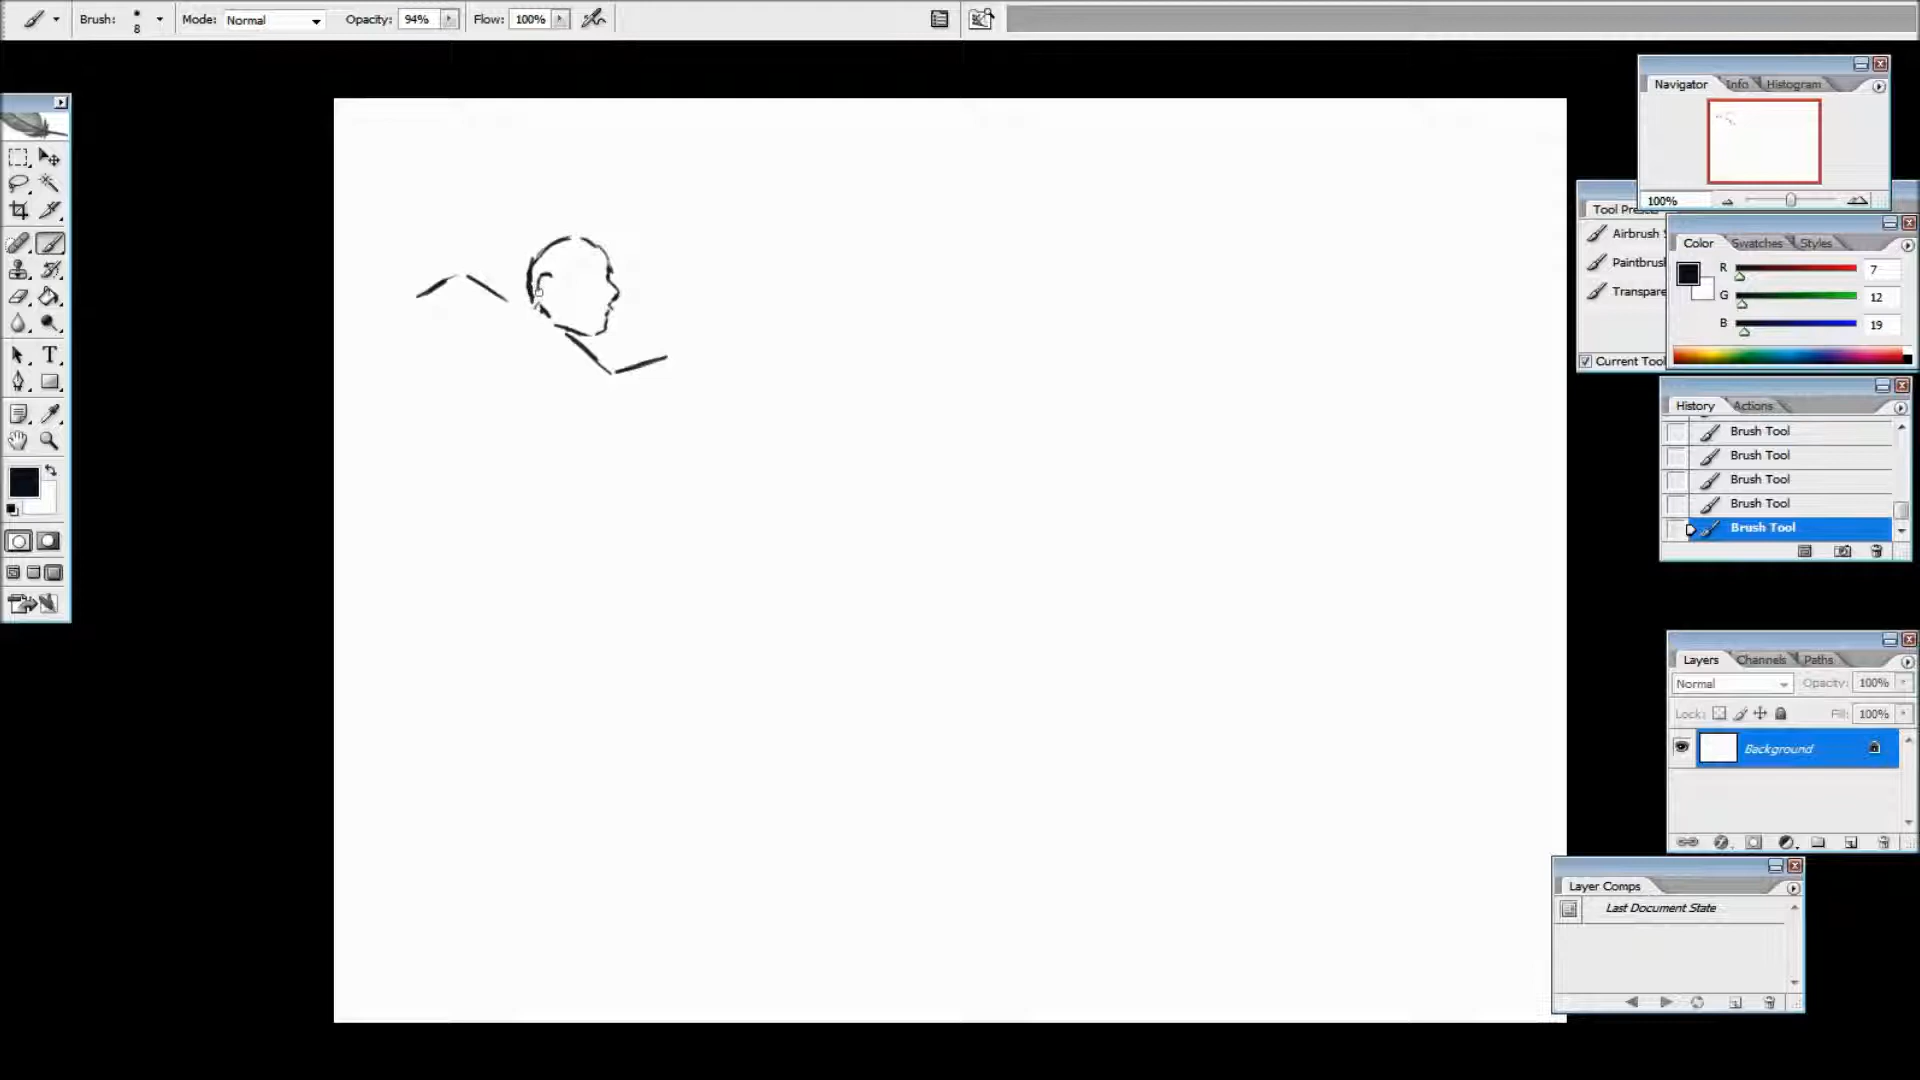 Brush: 8 Mode: Normal Opacity: 94% Flow: 100%
Navigator Info Histogram
100%
Tool Pres
Airbrush
Paintbrus
Transpare
Current Tool
Color Swatches Styles
R 7
G 12
B 19
History Actions
Brush Tool
Brush Tool
Brush Tool
Brush Tool
Brush Tool
Layers Channels Paths
Normal Opacity: 100%
Lock: Fill: 100%
Background
Layer Comps
Last Document State